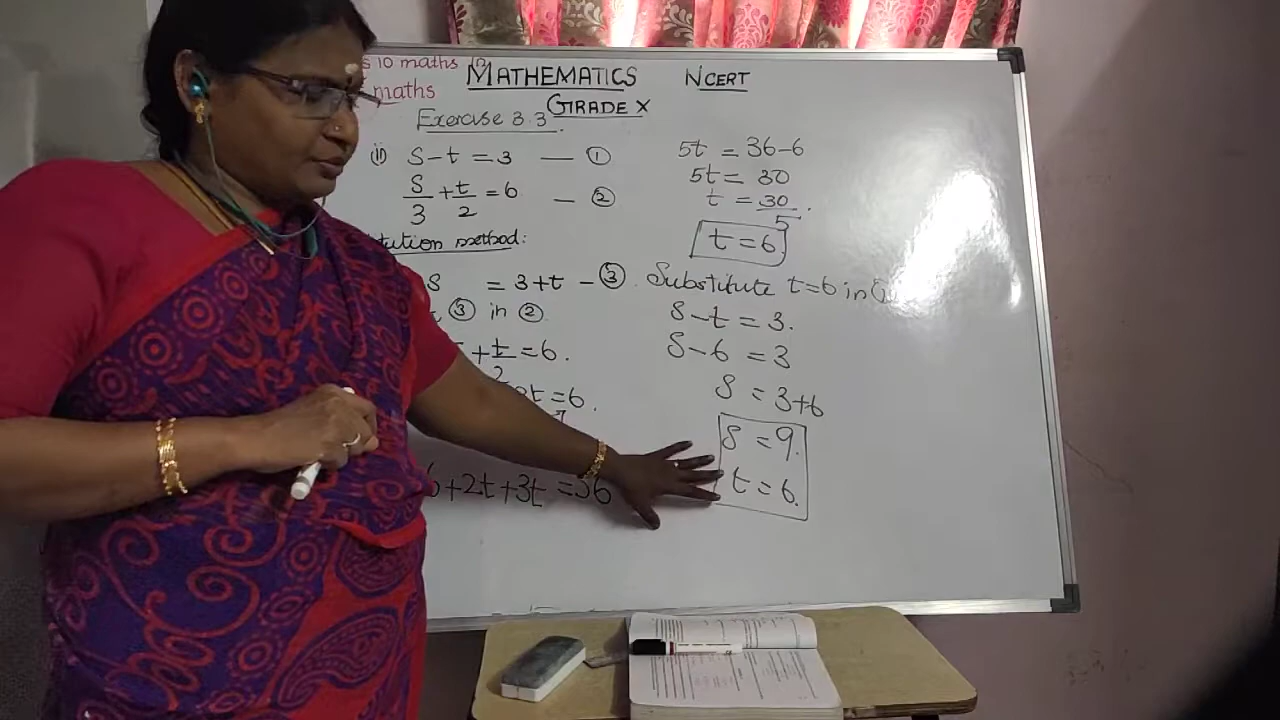 s 10 maths
maths
MATHEMATICS NCERT
GRADE X
Exercise 3.3
(ii) S-t = 3 — ①
S/3 + t/2 = 6 — ②
tution method:
S = 3+t - ③
③ in ②
+ t/2 = 6.
3t = 6.
6+2t+3t = 36
5t = 36-6
5t = 30
t = 30/5.
t = 6
Substitute t=6 in
S-t = 3.
S-6 = 3
S = 3+6
S = 9.
t = 6.